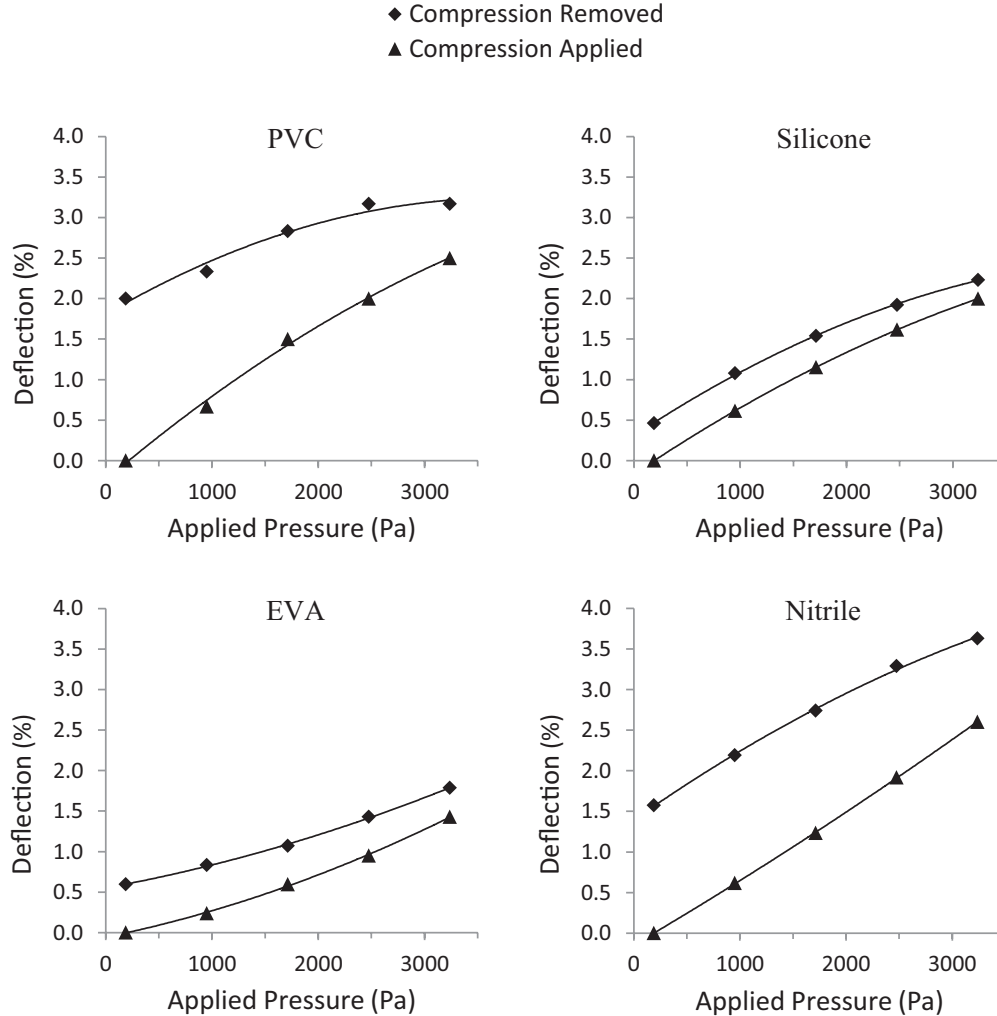 Compression Removed
Compression Applied
PVC
4.0
3.5
3.0
2.5
2.0
1.5
1.0
0.5
0.0
Deflection (%)
0 1000 2000 3000
Applied Pressure (Pa)
Silicone
4.0
3.5
3.0
2.5
2.0
1.5
1.0
0.5
0.0
Deflection (%)
0 1000 2000 3000
Applied Pressure (Pa)
EVA
4.0
3.5
3.0
2.5
2.0
1.5
1.0
0.5
0.0
Deflection (%)
0 1000 2000 3000
Applied Pressure (Pa)
Nitrile
4.0
3.5
3.0
2.5
2.0
1.5
1.0
0.5
0.0
Deflection (%)
0 1000 2000 3000
Applied Pressure (Pa)